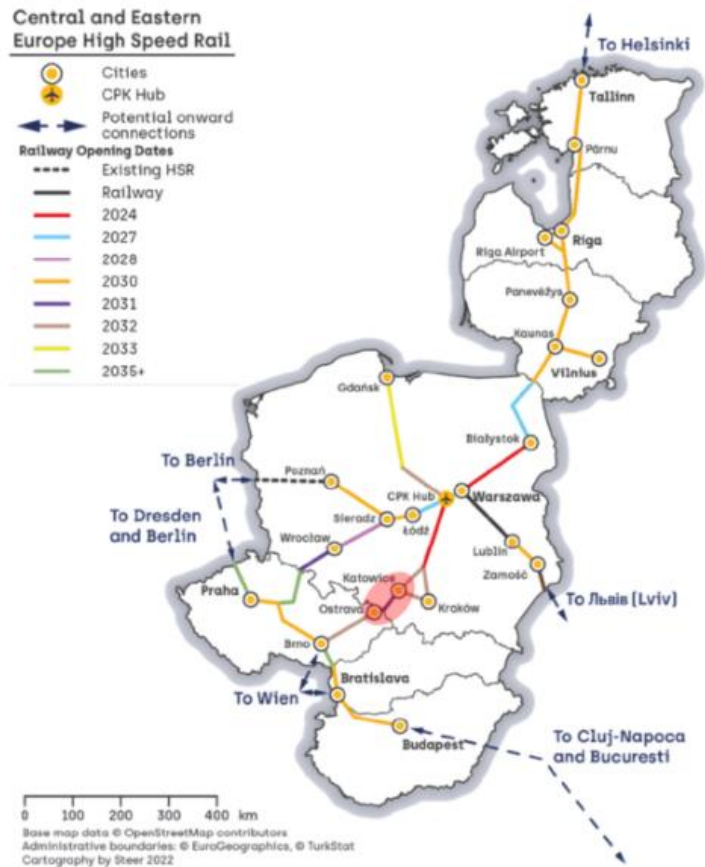 Central and Eastern
Europe High Speed Rail
Cities
CPK Hub
Potential onward
connections
Railway Opening Dates
Existing HSR
Railway
2024
2027
2028
2030
2031
2032
2033
2035+
To Helsinki
Tallinn
Pärnu
Riga
Riga Airport
Panevėžys
Kaunas
Vilnius
Gdańsk
Białystok
To Berlin
Poznań
CPK Hub
Warszawa
To Dresden
and Berlin
Sieradz
Łódź
Wrocław
Lublin
Zamość
Katowice
Praha
Ostrava
Kraków
To Львів (Lviv)
Brno
Bratislava
To Wien
Budapest
To Cluj-Napoca
and Bucuresti
0 100 200 300 400 km
Base map data © OpenStreetMap contributors
Administrative boundaries: © EuroGeographics, © TurkStat
Cartography by Steer 2022